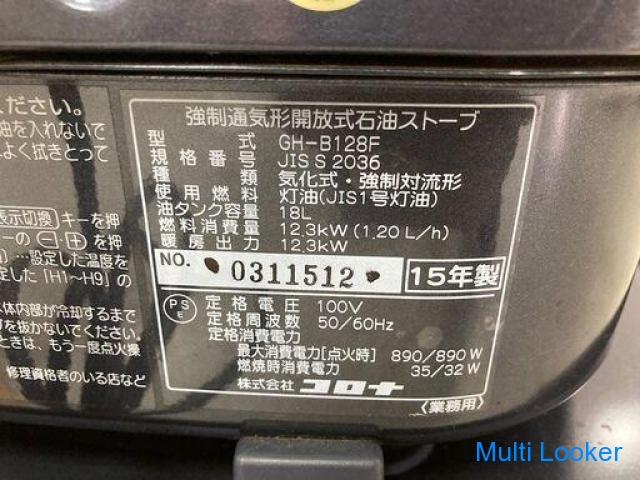 ください。
油を入れないで
よく拭きとって
表示切換 キーを押
ーの ⊖ ⊕ を押
…設定した温度を
定した「H1〜H9」の
体内部が冷却するまで
を抜かないでください。
ときは、もう一度点火操
修理資格者のいる店など
強制通気形開放式石油ストーブ
型式 GH-B128F
規格番号 JIS S 2036
種類 気化式・強制対流形
使用燃料 灯油(JIS1号灯油)
油タンク容量 18L
燃料消費量 12.3kW (1.20 L/h)
暖房出力 12.3kW
NO. 0311512 15年製
PSE 定格電圧 100V
定格周波数 50/60Hz
定格消費電力
最大消費電力[点火時] 890/890W
燃焼時消費電力 35/32W
株式会社 コロナ
〈業務用〉
Multi Looker